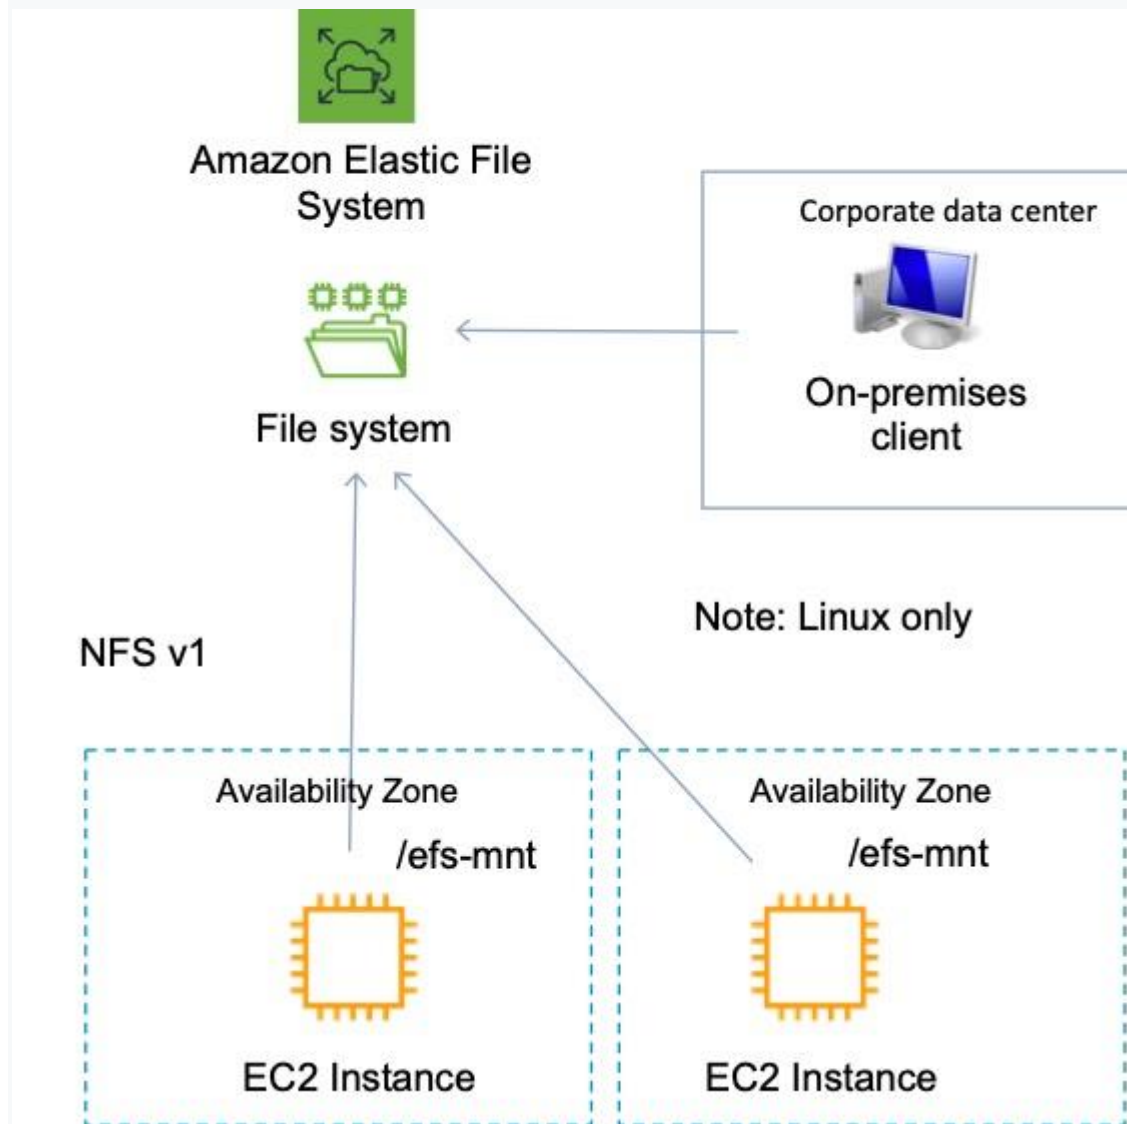 Amazon Elastic File
System
Corporate data center
On-premises
client
File system
Note: Linux only
NFS v1
Availability Zone
/efs-mnt
EC2 Instance
Availability Zone
/efs-mnt
EC2 Instance